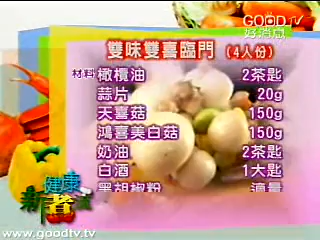 GOOD TV
好消息
雙味雙喜臨門 (4人份)
材料 橄欖油 2茶匙
蒜片 20g
天喜菇 150g
鴻喜美白菇 150g
奶油 2茶匙
白酒 1大匙
黑胡椒粉 適量
健康
新煮
www.goodtv.tv